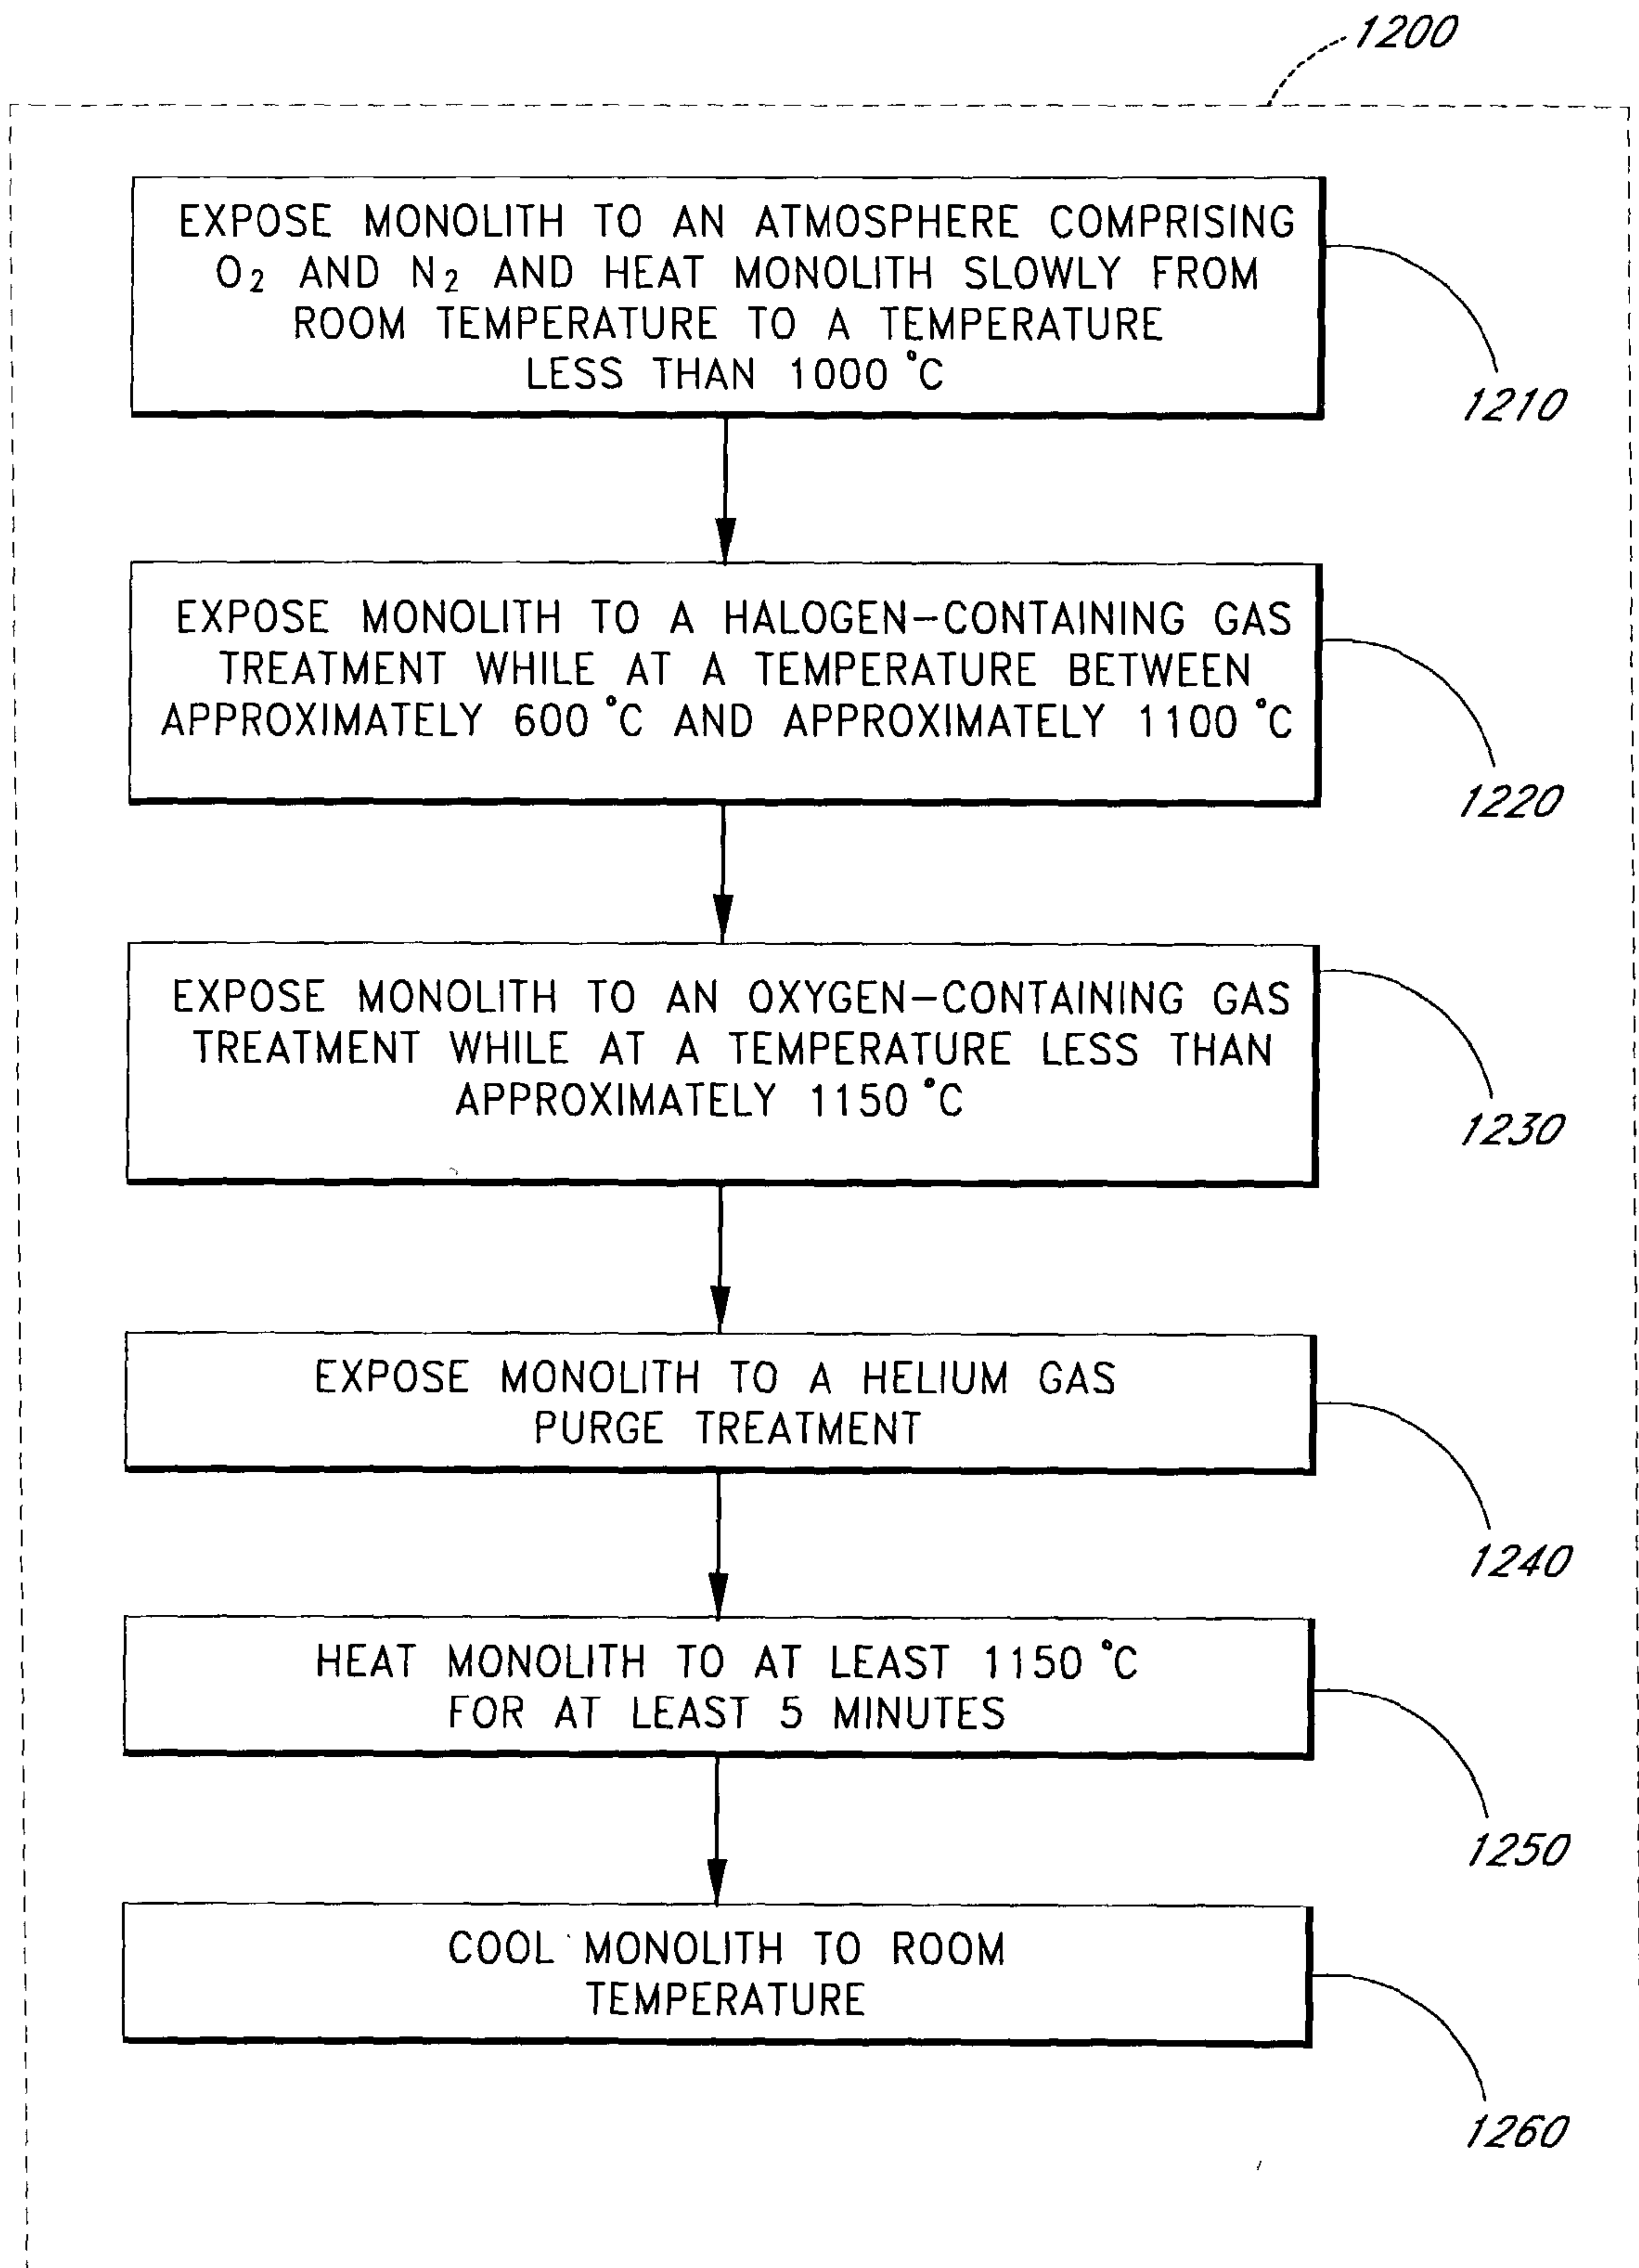 1200
EXPOSE MONOLITH TO AN ATMOSPHERE COMPRISING
O₂ AND N₂ AND HEAT MONOLITH SLOWLY FROM
ROOM TEMPERATURE TO A TEMPERATURE
LESS THAN 1000 °C
1210
EXPOSE MONOLITH TO A HALOGEN-CONTAINING GAS
TREATMENT WHILE AT A TEMPERATURE BETWEEN
APPROXIMATELY 600 °C AND APPROXIMATELY 1100 °C
1220
EXPOSE MONOLITH TO AN OXYGEN-CONTAINING GAS
TREATMENT WHILE AT A TEMPERATURE LESS THAN
APPROXIMATELY 1150 °C
1230
EXPOSE MONOLITH TO A HELIUM GAS
PURGE TREATMENT
1240
HEAT MONOLITH TO AT LEAST 1150 °C
FOR AT LEAST 5 MINUTES
1250
COOL MONOLITH TO ROOM
TEMPERATURE
1260